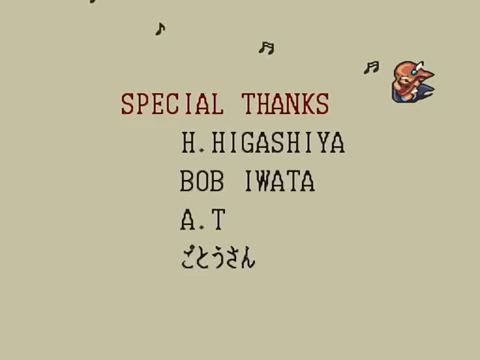 SPECIAL THANKS
H.HIGASHIYA
BOB IWATA
A.T
ごとうさん